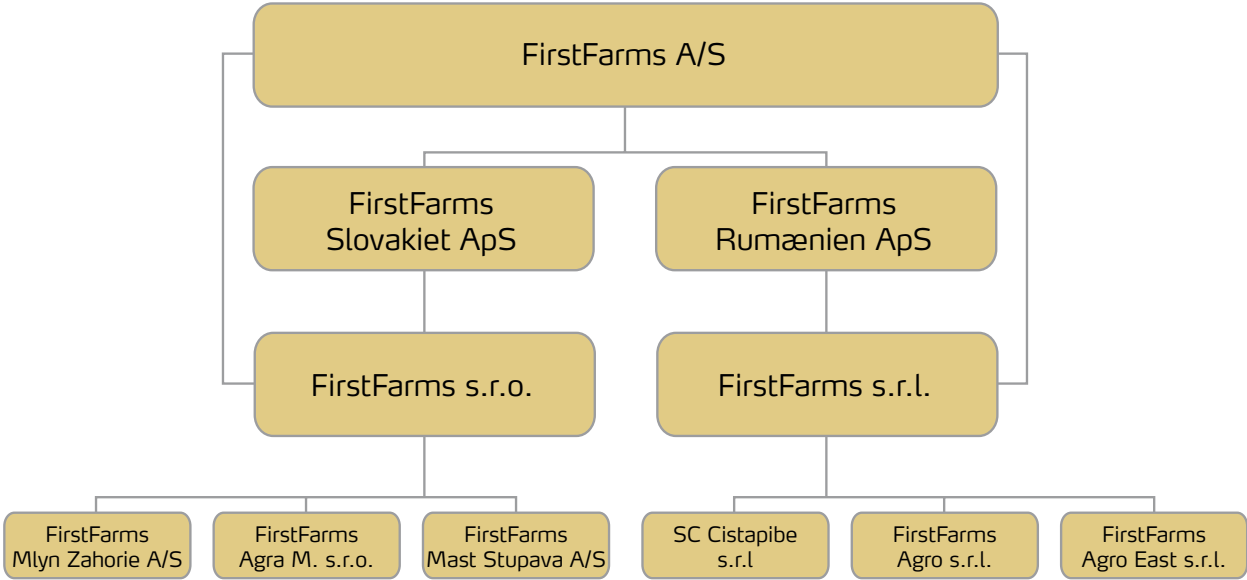 FirstFarms A/S
FirstFarms
Slovakiet ApS
FirstFarms
Rumænien ApS
FirstFarms s.r.o.
FirstFarms s.r.l.
FirstFarms
Mlyn Zahorie A/S
FirstFarms
Agra M. s.r.o.
FirstFarms
Mast Stupava A/S
SC Cistapibe
s.r.l
FirstFarms
Agro s.r.l.
FirstFarms
Agro East s.r.l.